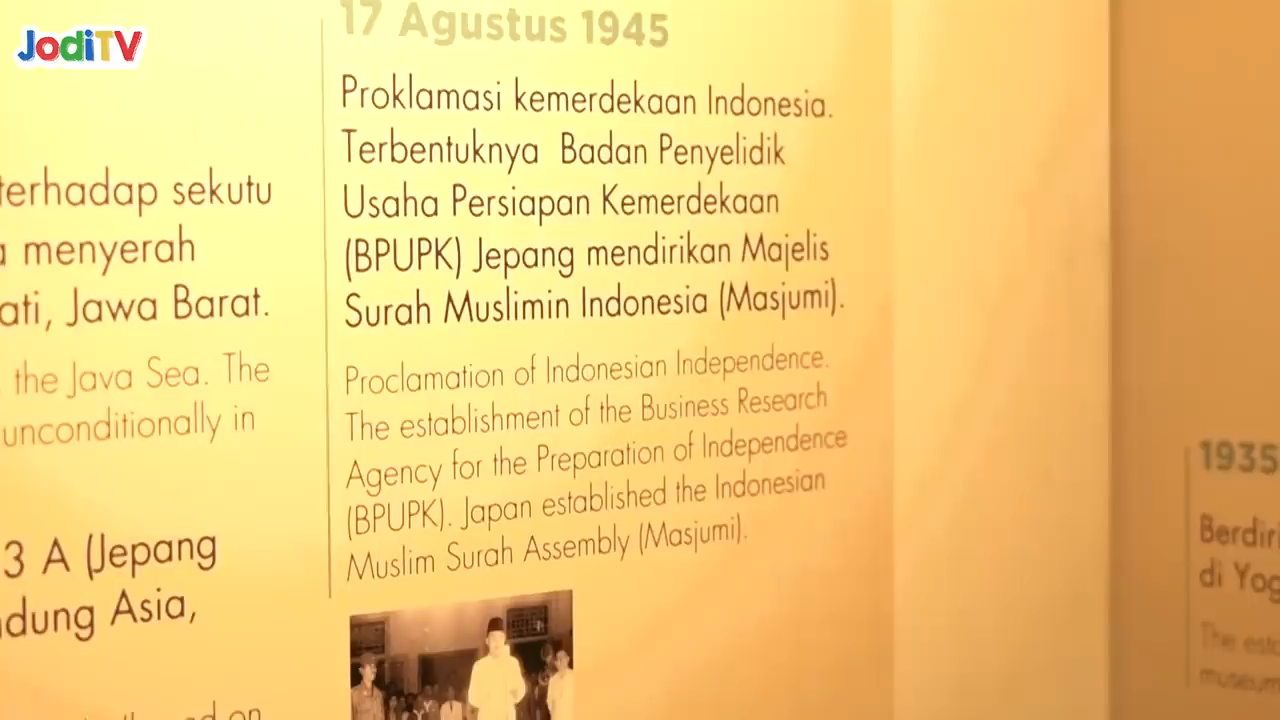 JodiTV
17 Agustus 1945
Proklamasi kemerdekaan Indonesia.
Terbentuknya Badan Penyelidik
Usaha Persiapan Kemerdekaan
(BPUPK) Jepang mendirikan Majelis
Surah Muslimin Indonesia (Masjumi).
Proclamation of Indonesian Independence.
The establishment of the Business Research
Agency for the Preparation of Independence
(BPUPK). Japan established the Indonesian
Muslim Surah Assembly (Masjumi).
terhadap sekutu
menyerah
ati, Jawa Barat.
the Java Sea. The
unconditionally in
3 A (Jepang
ndung Asia,
1935
Berdiri
di Yog
The esta
museum